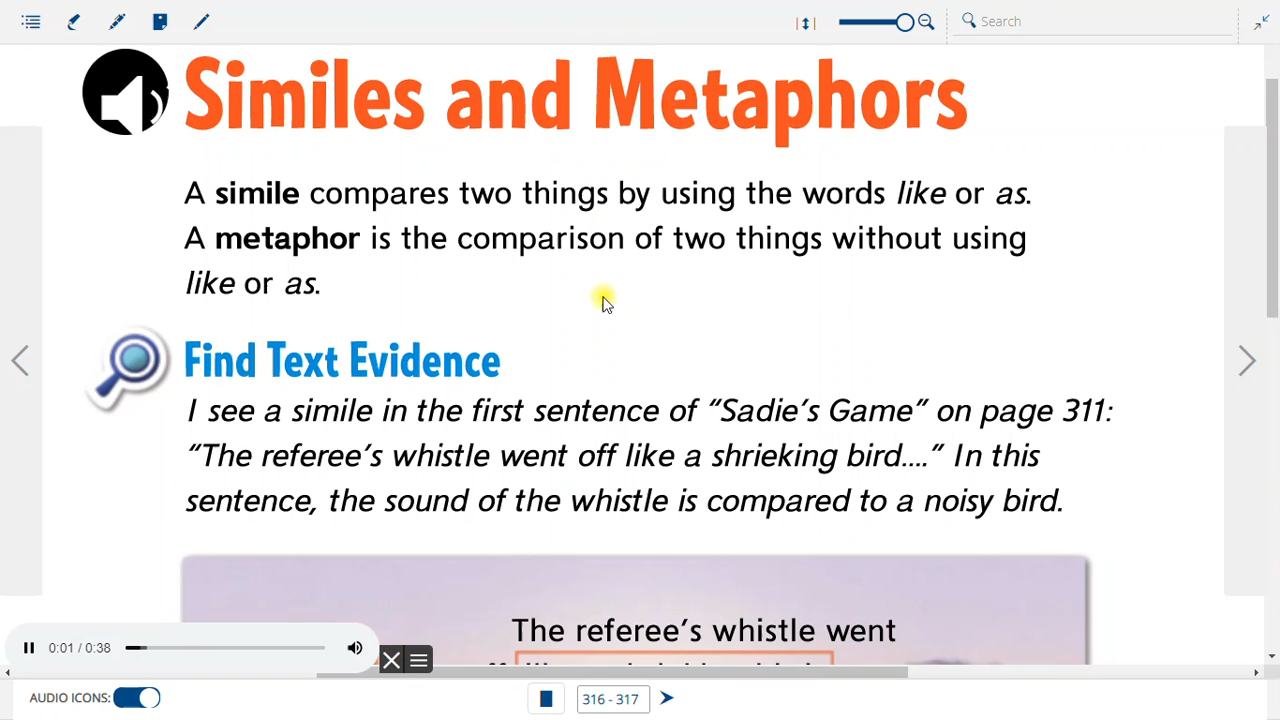 Search
Similes and Metaphors
A simile compares two things by using the words like or as.
A metaphor is the comparison of two things without using
like or as.
Find Text Evidence
I see a simile in the first sentence of “Sadie’s Game” on page 311:
“The referee’s whistle went off like a shrieking bird....” In this
sentence, the sound of the whistle is compared to a noisy bird.
The referee’s whistle went
0:01 / 0:38
AUDIO ICONS:
316 - 317